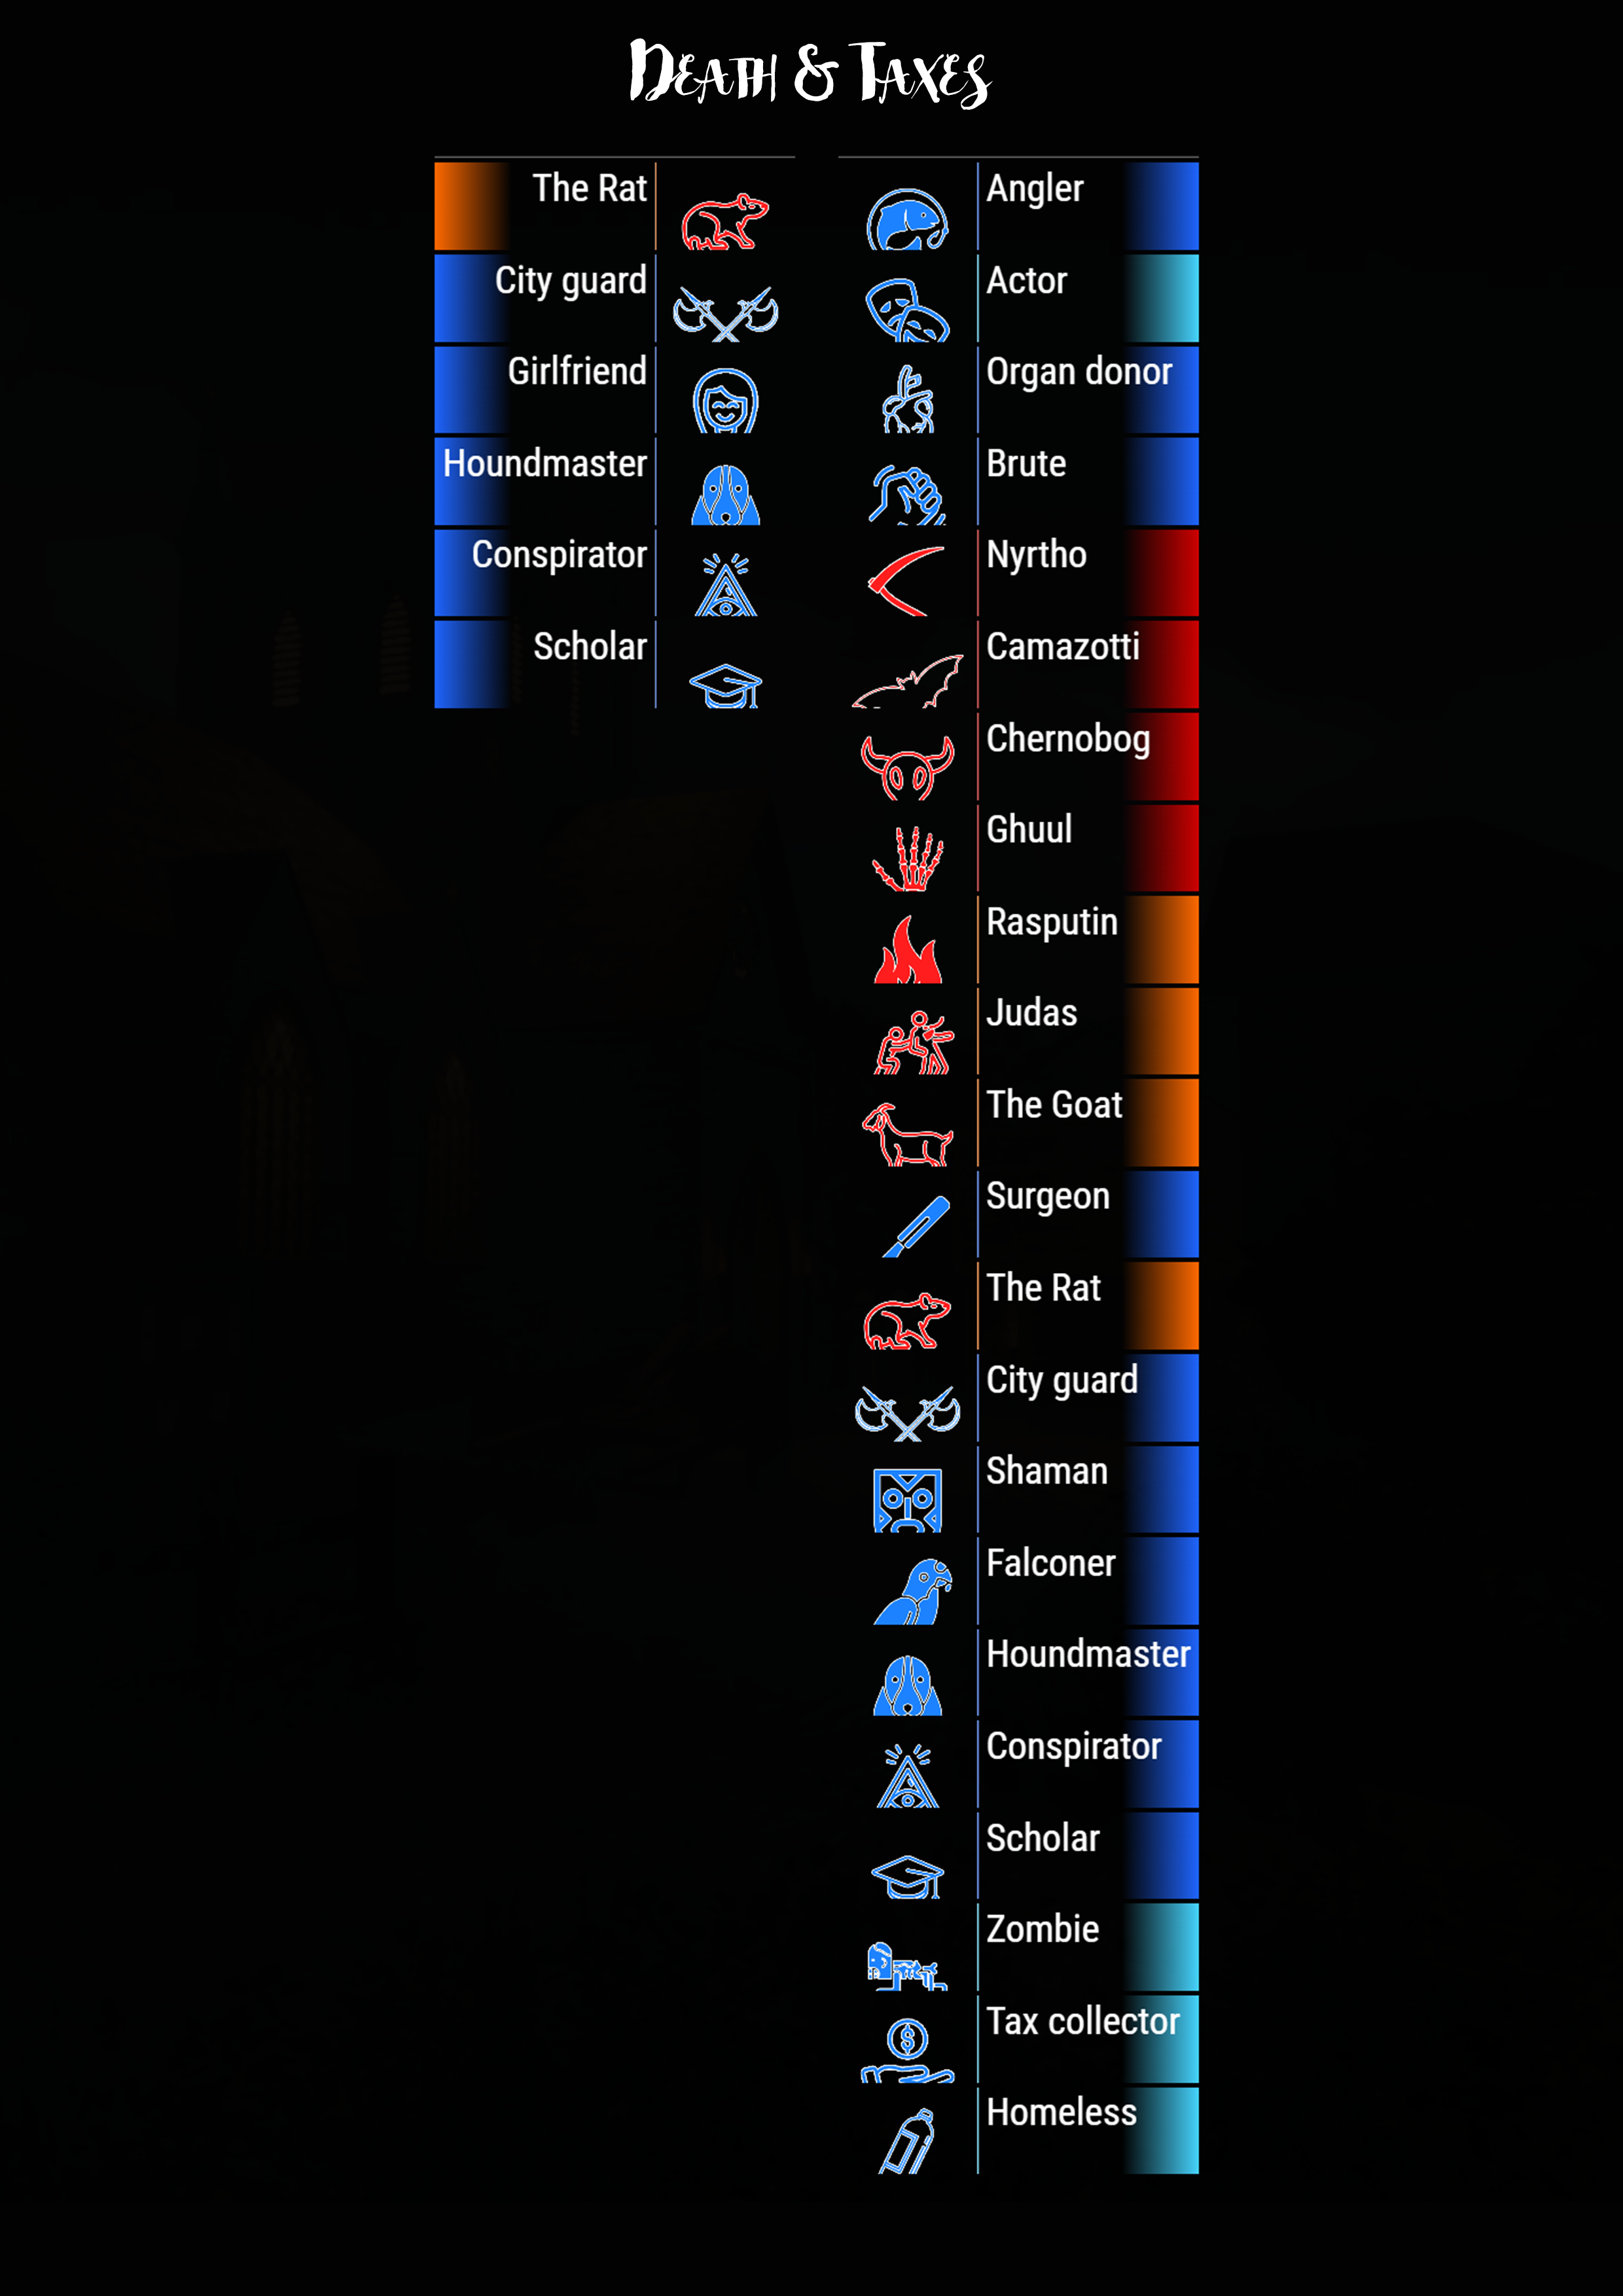 Death & Taxes
The Rat
City guard
Girlfriend
Houndmaster
Conspirator
Scholar
Angler
Actor
Organ donor
Brute
Nyrtho
Camazotti
Chernobog
Ghuul
Rasputin
Judas
The Goat
Surgeon
The Rat
City guard
Shaman
Falconer
Houndmaster
Conspirator
Scholar
Zombie
Tax collector
Homeless